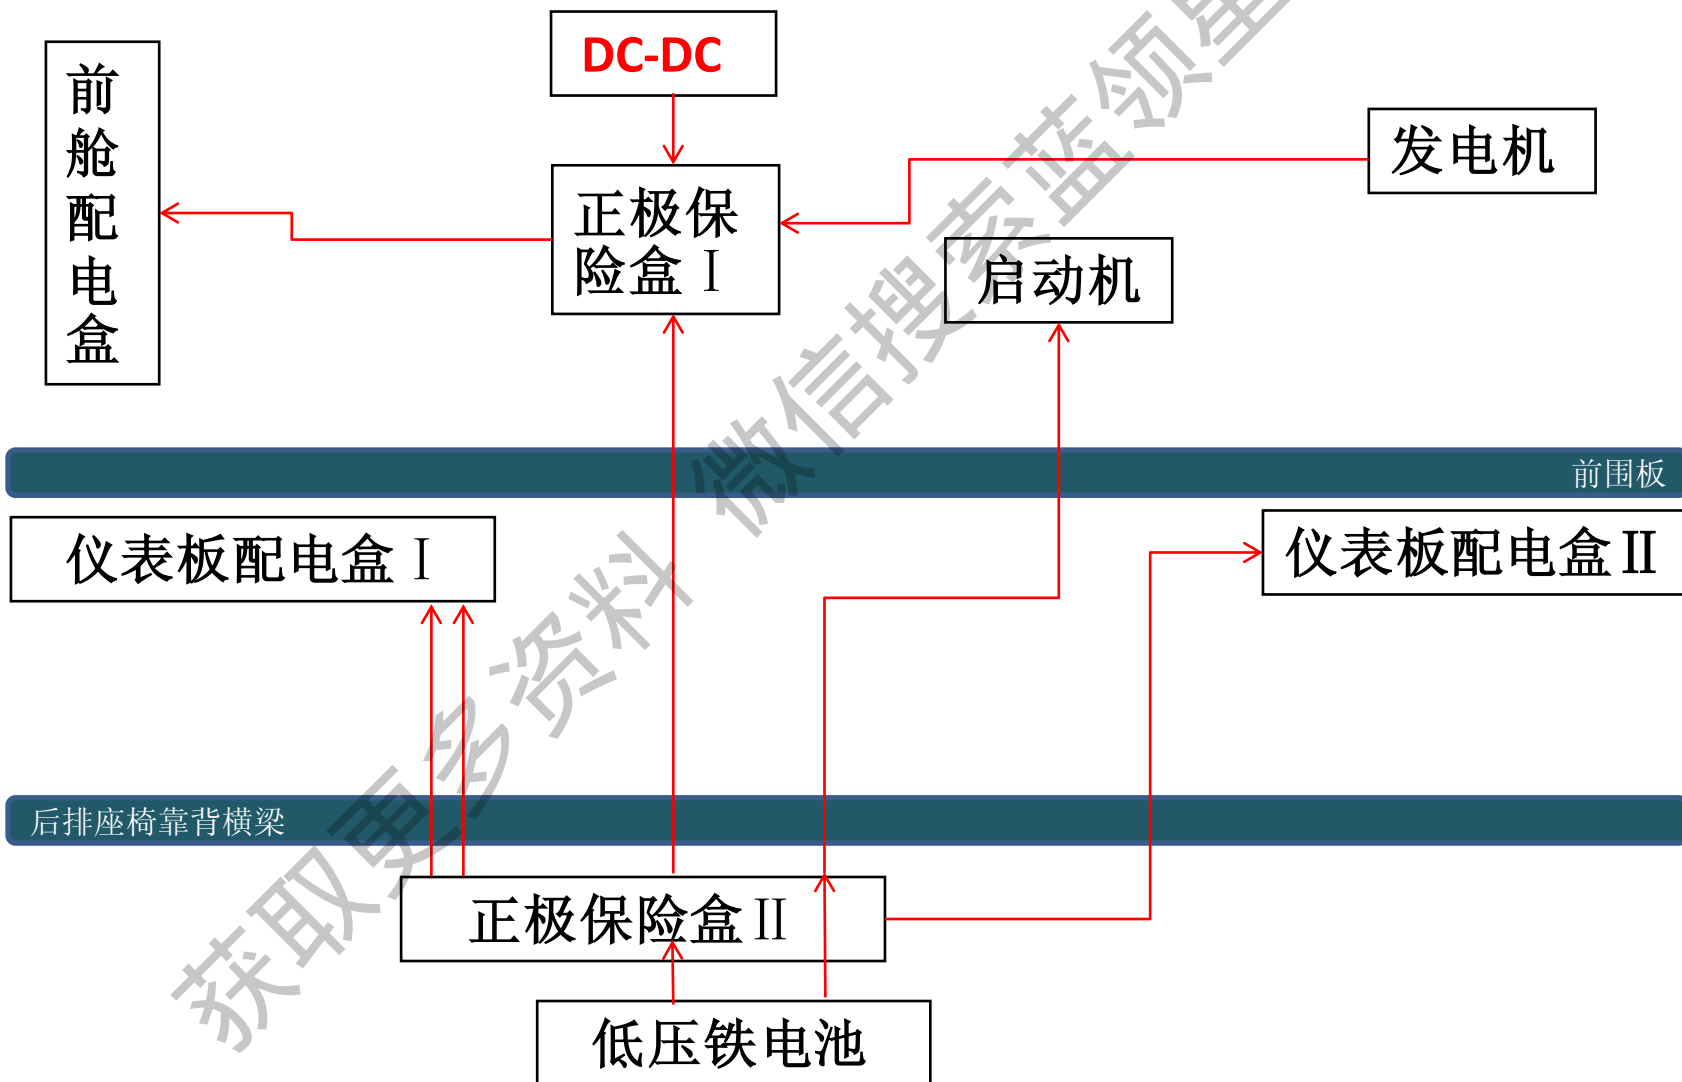 DC-DC
前
舱
配
电
盒
发电机
正极保
险盒Ⅰ
启动机
前围板
仪表板配电盒Ⅰ
仪表板配电盒Ⅱ
后排座椅靠背横梁
正极保险盒Ⅱ
低压铁电池
获取更多资料 微信搜索蓝领星